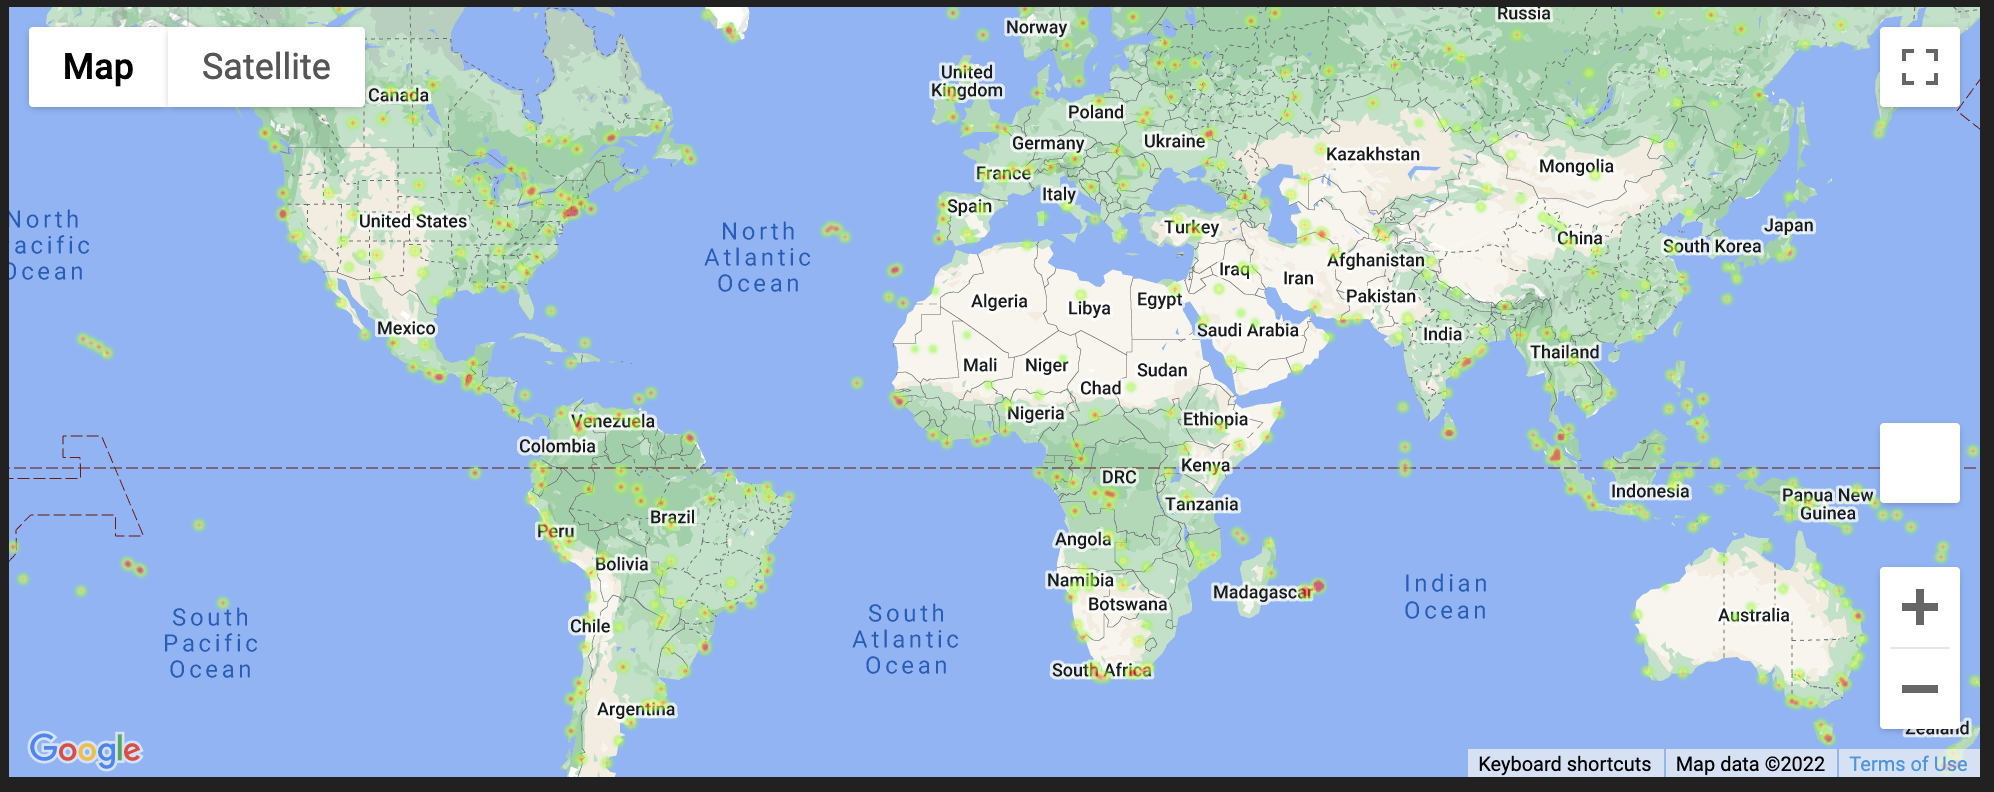 Map
Satellite
Russia
Norway
United
Kingdom
Canada
Poland
Germany
Ukraine
Kazakhstan
Mongolia
France
Italy
Spain
United States
North
acific
Ocean
North
Atlantic
Ocean
Turkey
China
Japan
South Korea
Afghanistan
Iraq
Iran
Pakistan
Algeria
Libya
Egypt
Saudi Arabia
India
Mexico
Thailand
Mali
Niger
Sudan
Chad
Nigeria
Ethiopia
Venezuela
Colombia
Kenya
DRC
Tanzania
Indonesia
Papua New
Guinea
Brazil
Peru
Angola
Bolivia
Namibia
Botswana
Madagascar
Indian
Ocean
Australia
South
Pacific
Ocean
South
Atlantic
Ocean
Chile
South Africa
Argentina
Zealand
Google
Keyboard shortcuts
Map data ©2022
Terms of Use